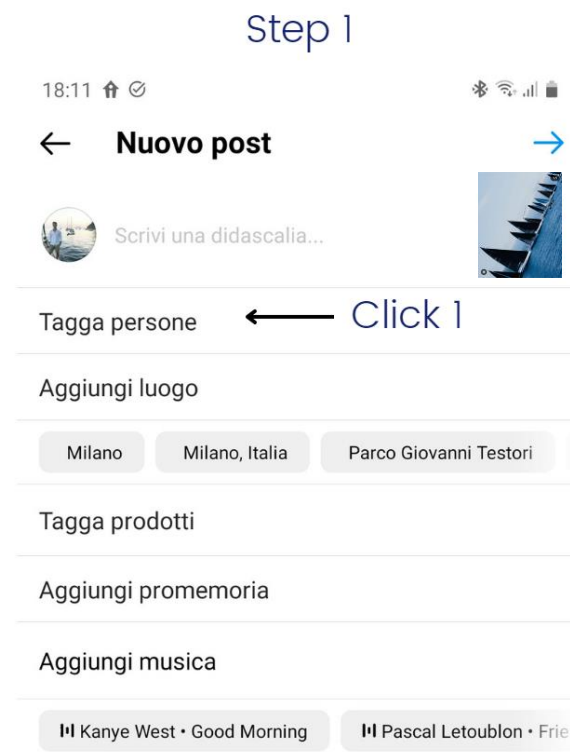 Step 1
18:11
Nuovo post
Scrivi una didascalia...
Tagga persone
Click 1
Aggiungi luogo
Milano
Milano, Italia
Parco Giovanni Testori
Tagga prodotti
Aggiungi promemoria
Aggiungi musica
Kanye West • Good Morning
Pascal Letoublon • Frie